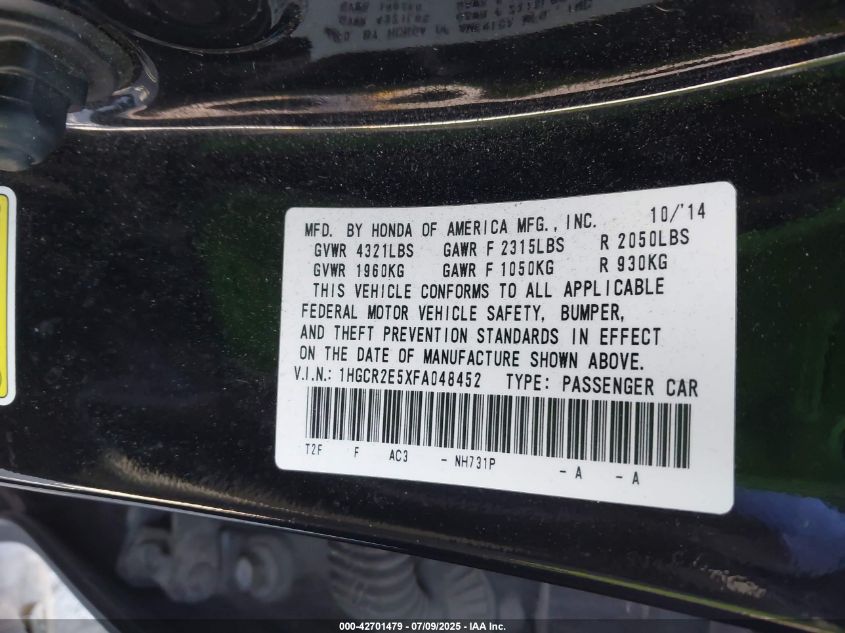 MFD. BY HONDA OF AMERICA MFG., INC. 10/'14
GVWR 4321LBS GAWR F 2315LBS R 2050LBS
GVWR 1960KG GAWR F 1050KG R 930KG
THIS VEHICLE CONFORMS TO ALL APPLICABLE
FEDERAL MOTOR VEHICLE SAFETY, BUMPER,
AND THEFT PREVENTION STANDARDS IN EFFECT
ON THE DATE OF MANUFACTURE SHOWN ABOVE.
V.I.N.: 1HGCR2E5XFA048452 TYPE: PASSENGER CAR
T2F F AC3 - NH731P - A - A
000-42701479 - 07/09/2025 - IAA Inc.